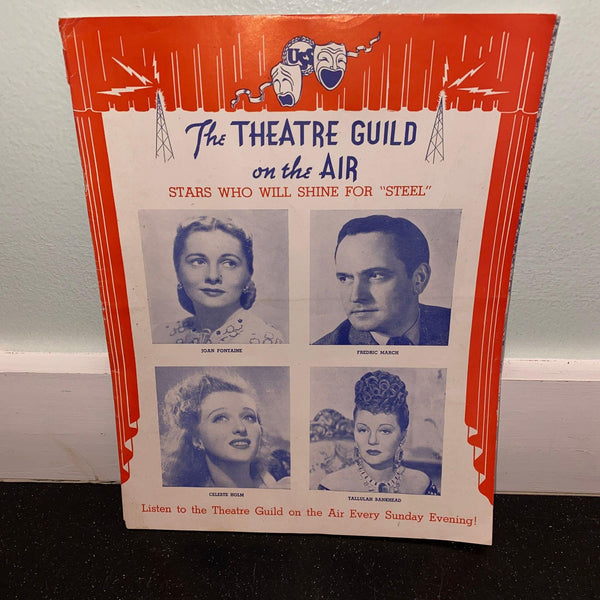 USS
The THEATRE GUILD
on the AIR
STARS WHO WILL SHINE FOR "STEEL"
JOAN FONTAINE
FREDRIC MARCH
CELESTE HOLM
TALLULAH BANKHEAD
Listen to the Theatre Guild on the Air Every Sunday Evening!